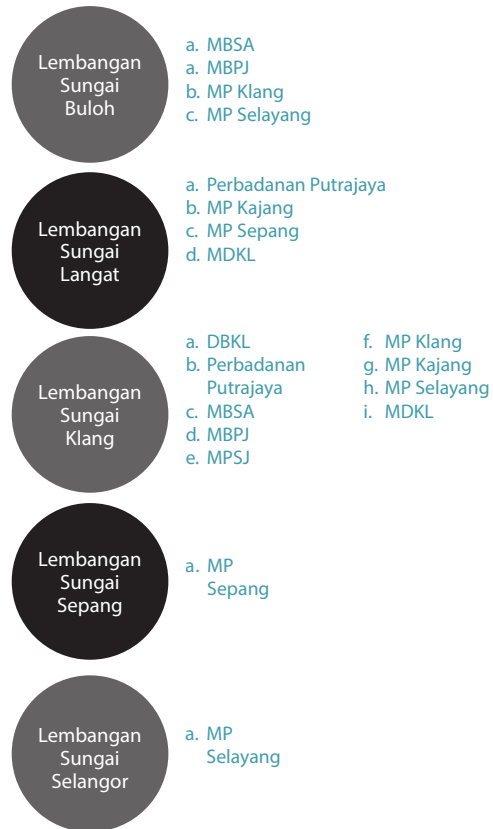 Lembangan
Sungai
Buloh
a. MBSA
a. MBPJ
b. MP Klang
c. MP Selayang
Lembangan
Sungai
Langat
a. Perbadanan Putrajaya
b. MP Kajang
c. MP Sepang
d. MDKL
Lembangan
Sungai
Klang
a. DBKL
b. Perbadanan
Putrajaya
c. MBSA
d. MBPJ
e. MPSJ
f. MP Klang
g. MP Kajang
h. MP Selayang
i. MDKL
Lembangan
Sungai
Sepang
a. MP
Sepang
Lembangan
Sungai
Selangor
a. MP
Selayang